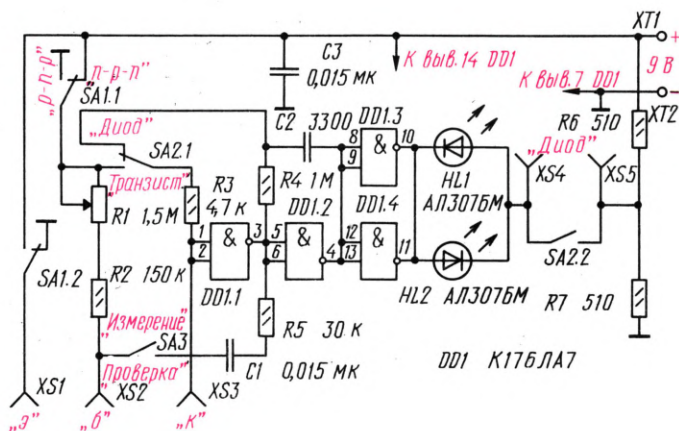 XT1
+
C3
0,015 мк
К выв.14 DD1
9 В
„п-р-п"
„р-п-р"
SA1.1
К выв.7 DD1
–
XT2
C2
3300
DD1.3
R6 510
8
9
&
10
„Диод"
„Диод"
SA2.1
XS4
XS5
„Транзист"
HL1
АЛ307БМ
R1 1,5М
R3
4,7 к
R4 1М
DD1.2
DD1.4
1
2
&
3
5
6
&
4
12
13
&
11
SA2.2
SA1.2
R2 150к
DD1.1
HL2 АЛ307БМ
R7 510
„Измерение"
SA3
R5 30 к
DD1 К176ЛА7
„Проверка"
C1
0,015 мк
XS1
XS2
XS3
„э"
„б"
„к"